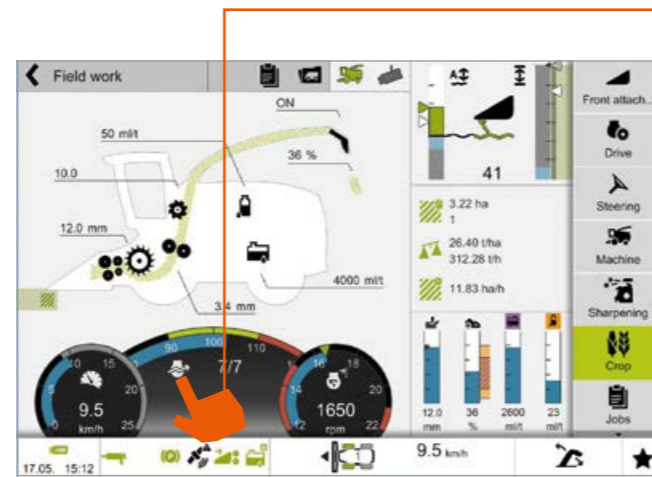 Field work
ON
50 ml/t
36 %
10.0
12.0 mm
4000 ml/t
3.4 mm
41
3.22 ha
1
26.40 t/ha
312.28 t/h
11.83 ha/h
12.0 36 2600 23
mm % ml/t ml/t
50 100 110
7/7
5 10 15 20 25
0
9.5
km/h
12 14 16 18 20 22
1650
rpm
Front attach..
Drive
Steering
Machine
Sharpening
Crop
Jobs
17.05. 15:12
(P)
1
9.5 km/h